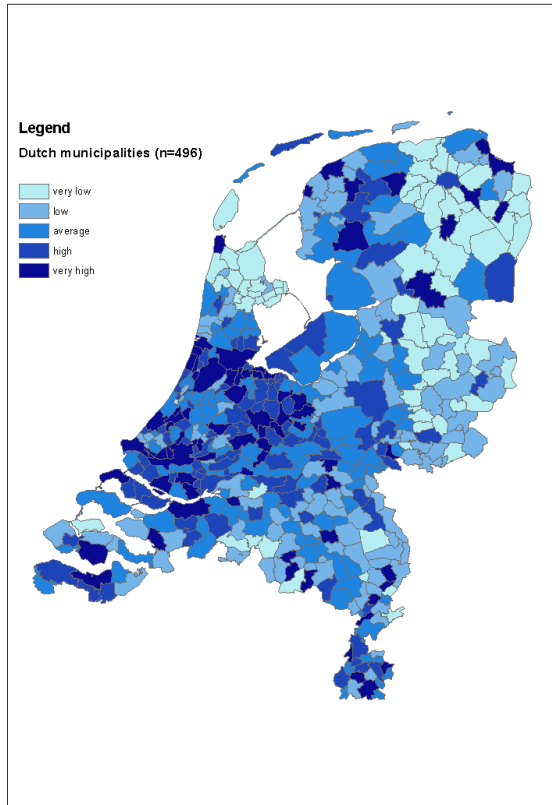 Legend
Dutch municipalities (n=496)
very low
low
average
high
very high